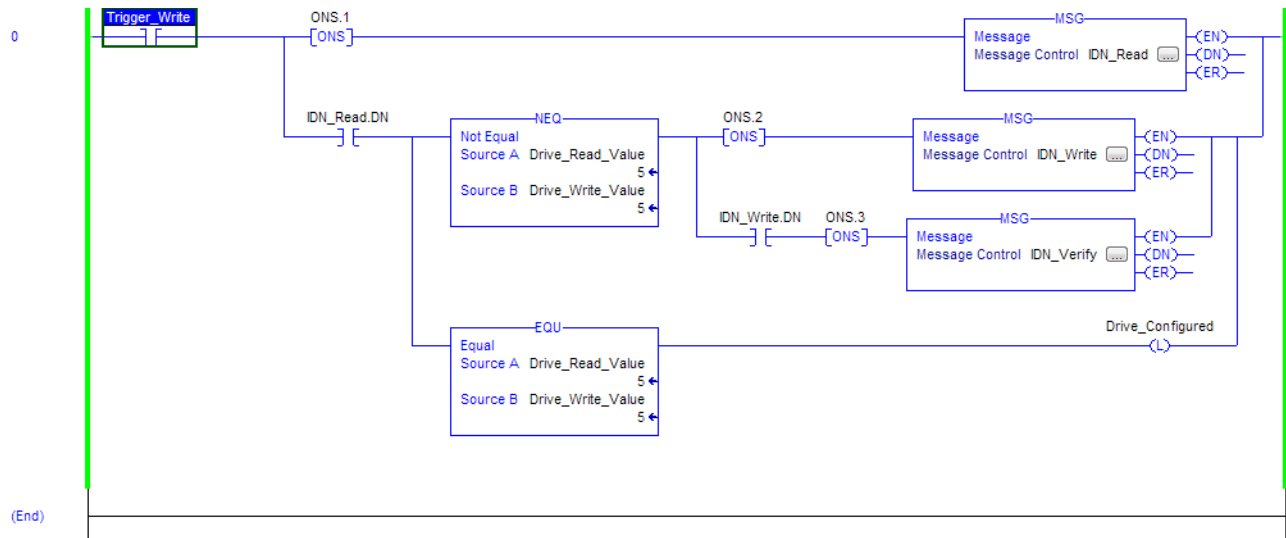 Trigger_Write
ONS.1
MSG
0
ONS
Message
EN
Message Control IDN_Read ...
DN
ER
IDN_Read.DN
NEQ
ONS.2
MSG
Not Equal
ONS
Message
EN
Source A Drive_Read_Value
Message Control IDN_Write ...
DN
5
ER
Source B Drive_Write_Value
5
IDN_Write.DN
ONS.3
MSG
ONS
Message
EN
Message Control IDN_Verify ...
DN
ER
EQU
Drive_Configured
Equal
L
Source A Drive_Read_Value
5
Source B Drive_Write_Value
5
(End)